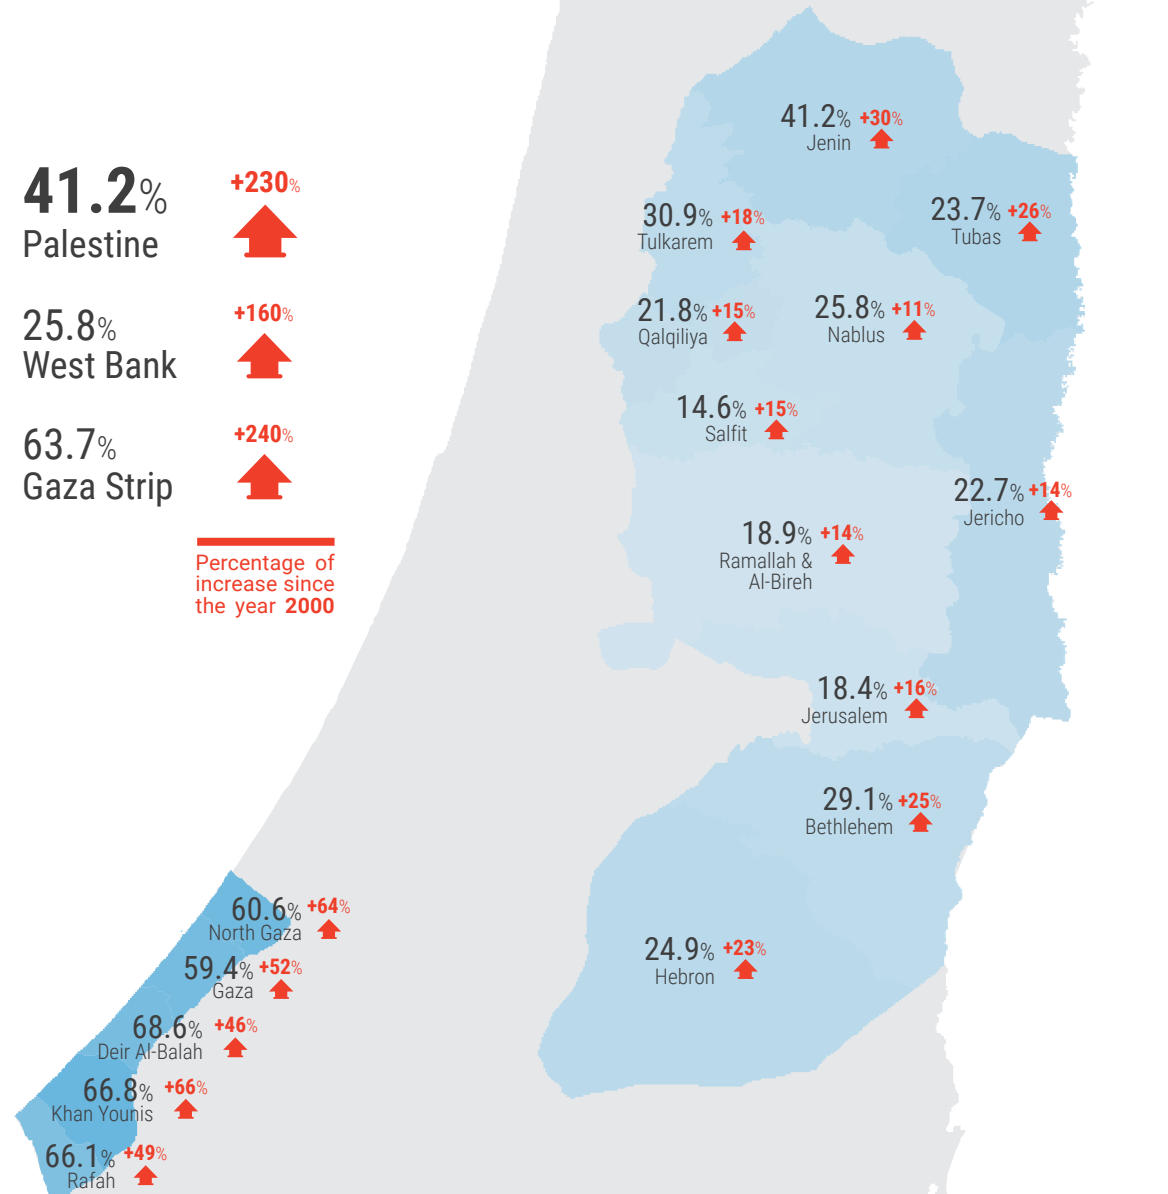 41.2%
Palestine
+230%
25.8%
West Bank
+160%
63.7%
Gaza Strip
+240%
Percentage of
increase since
the year 2000
41.2% +30%
Jenin
30.9% +18%
Tulkarem
23.7% +26%
Tubas
21.8% +15%
Qalqiliya
25.8% +11%
Nablus
14.6% +15%
Salfit
22.7% +14%
Jericho
18.9% +14%
Ramallah &
Al-Bireh
18.4% +16%
Jerusalem
29.1% +25%
Bethlehem
24.9% +23%
Hebron
60.6% +64%
North Gaza
59.4% +52%
Gaza
68.6% +46%
Deir Al-Balah
66.8% +66%
Khan Younis
66.1% +49%
Rafah